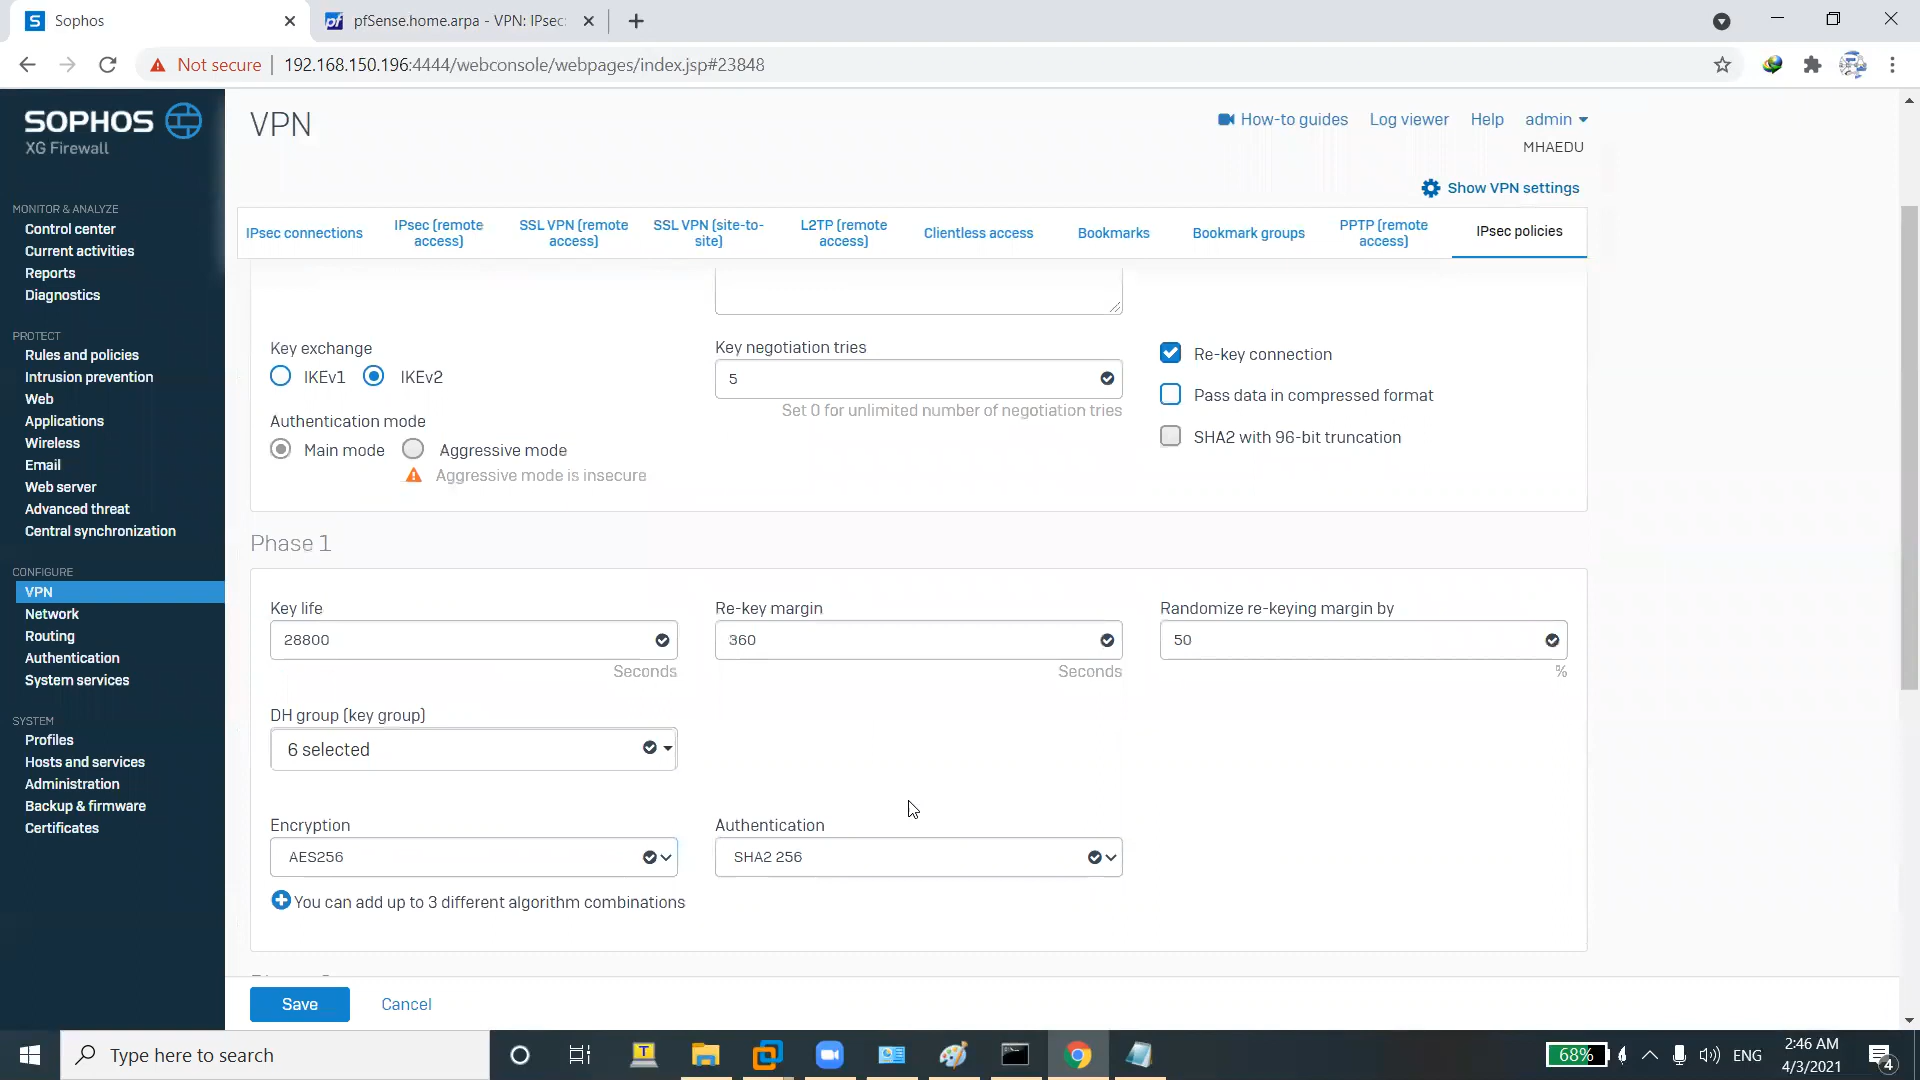 Sophos
pfSense.home.arpa - VPN: IPsec:
Not secure
192.168.150.196:4444/webconsole/webpages/index.jsp#23848
SOPHOS
XG Firewall
VPN
How-to guides
Log viewer
Help
admin
MHAEDU
Show VPN settings
IPsec connections
IPsec (remote
access)
SSL VPN (remote
access)
SSL VPN (site-to-
site)
L2TP (remote
access)
Clientless access
Bookmarks
Bookmark groups
PPTP (remote
access)
IPsec policies
MONITOR & ANALYZE
Control center
Current activities
Reports
Diagnostics
PROTECT
Rules and policies
Intrusion prevention
Web
Applications
Wireless
Email
Web server
Advanced threat
Central synchronization
CONFIGURE
VPN
Network
Routing
Authentication
System services
SYSTEM
Profiles
Hosts and services
Administration
Backup & firmware
Certificates
Key exchange
IKEv1 IKEv2
Authentication mode
Main mode Aggressive mode
Aggressive mode is insecure
Key negotiation tries
5
Set 0 for unlimited number of negotiation tries
Re-key connection
Pass data in compressed format
SHA2 with 96-bit truncation
Phase 1
Key life
28800
Seconds
Re-key margin
360
Seconds
Randomize re-keying margin by
50
%
DH group (key group)
6 selected
Encryption
AES256
Authentication
SHA2 256
You can add up to 3 different algorithm combinations
Save
Cancel
Type here to search
68%
ENG
2:46 AM
4/3/2021
4